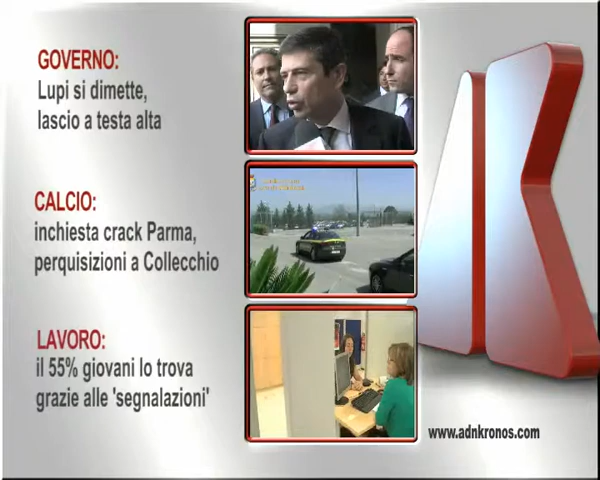 GOVERNO:
Lupi si dimette,
lascio a testa alta
CALCIO:
inchiesta crack Parma,
perquisizioni a Collecchio
LAVORO:
il 55% giovani lo trova
grazie alle 'segnalazioni'
www.adnkronos.com